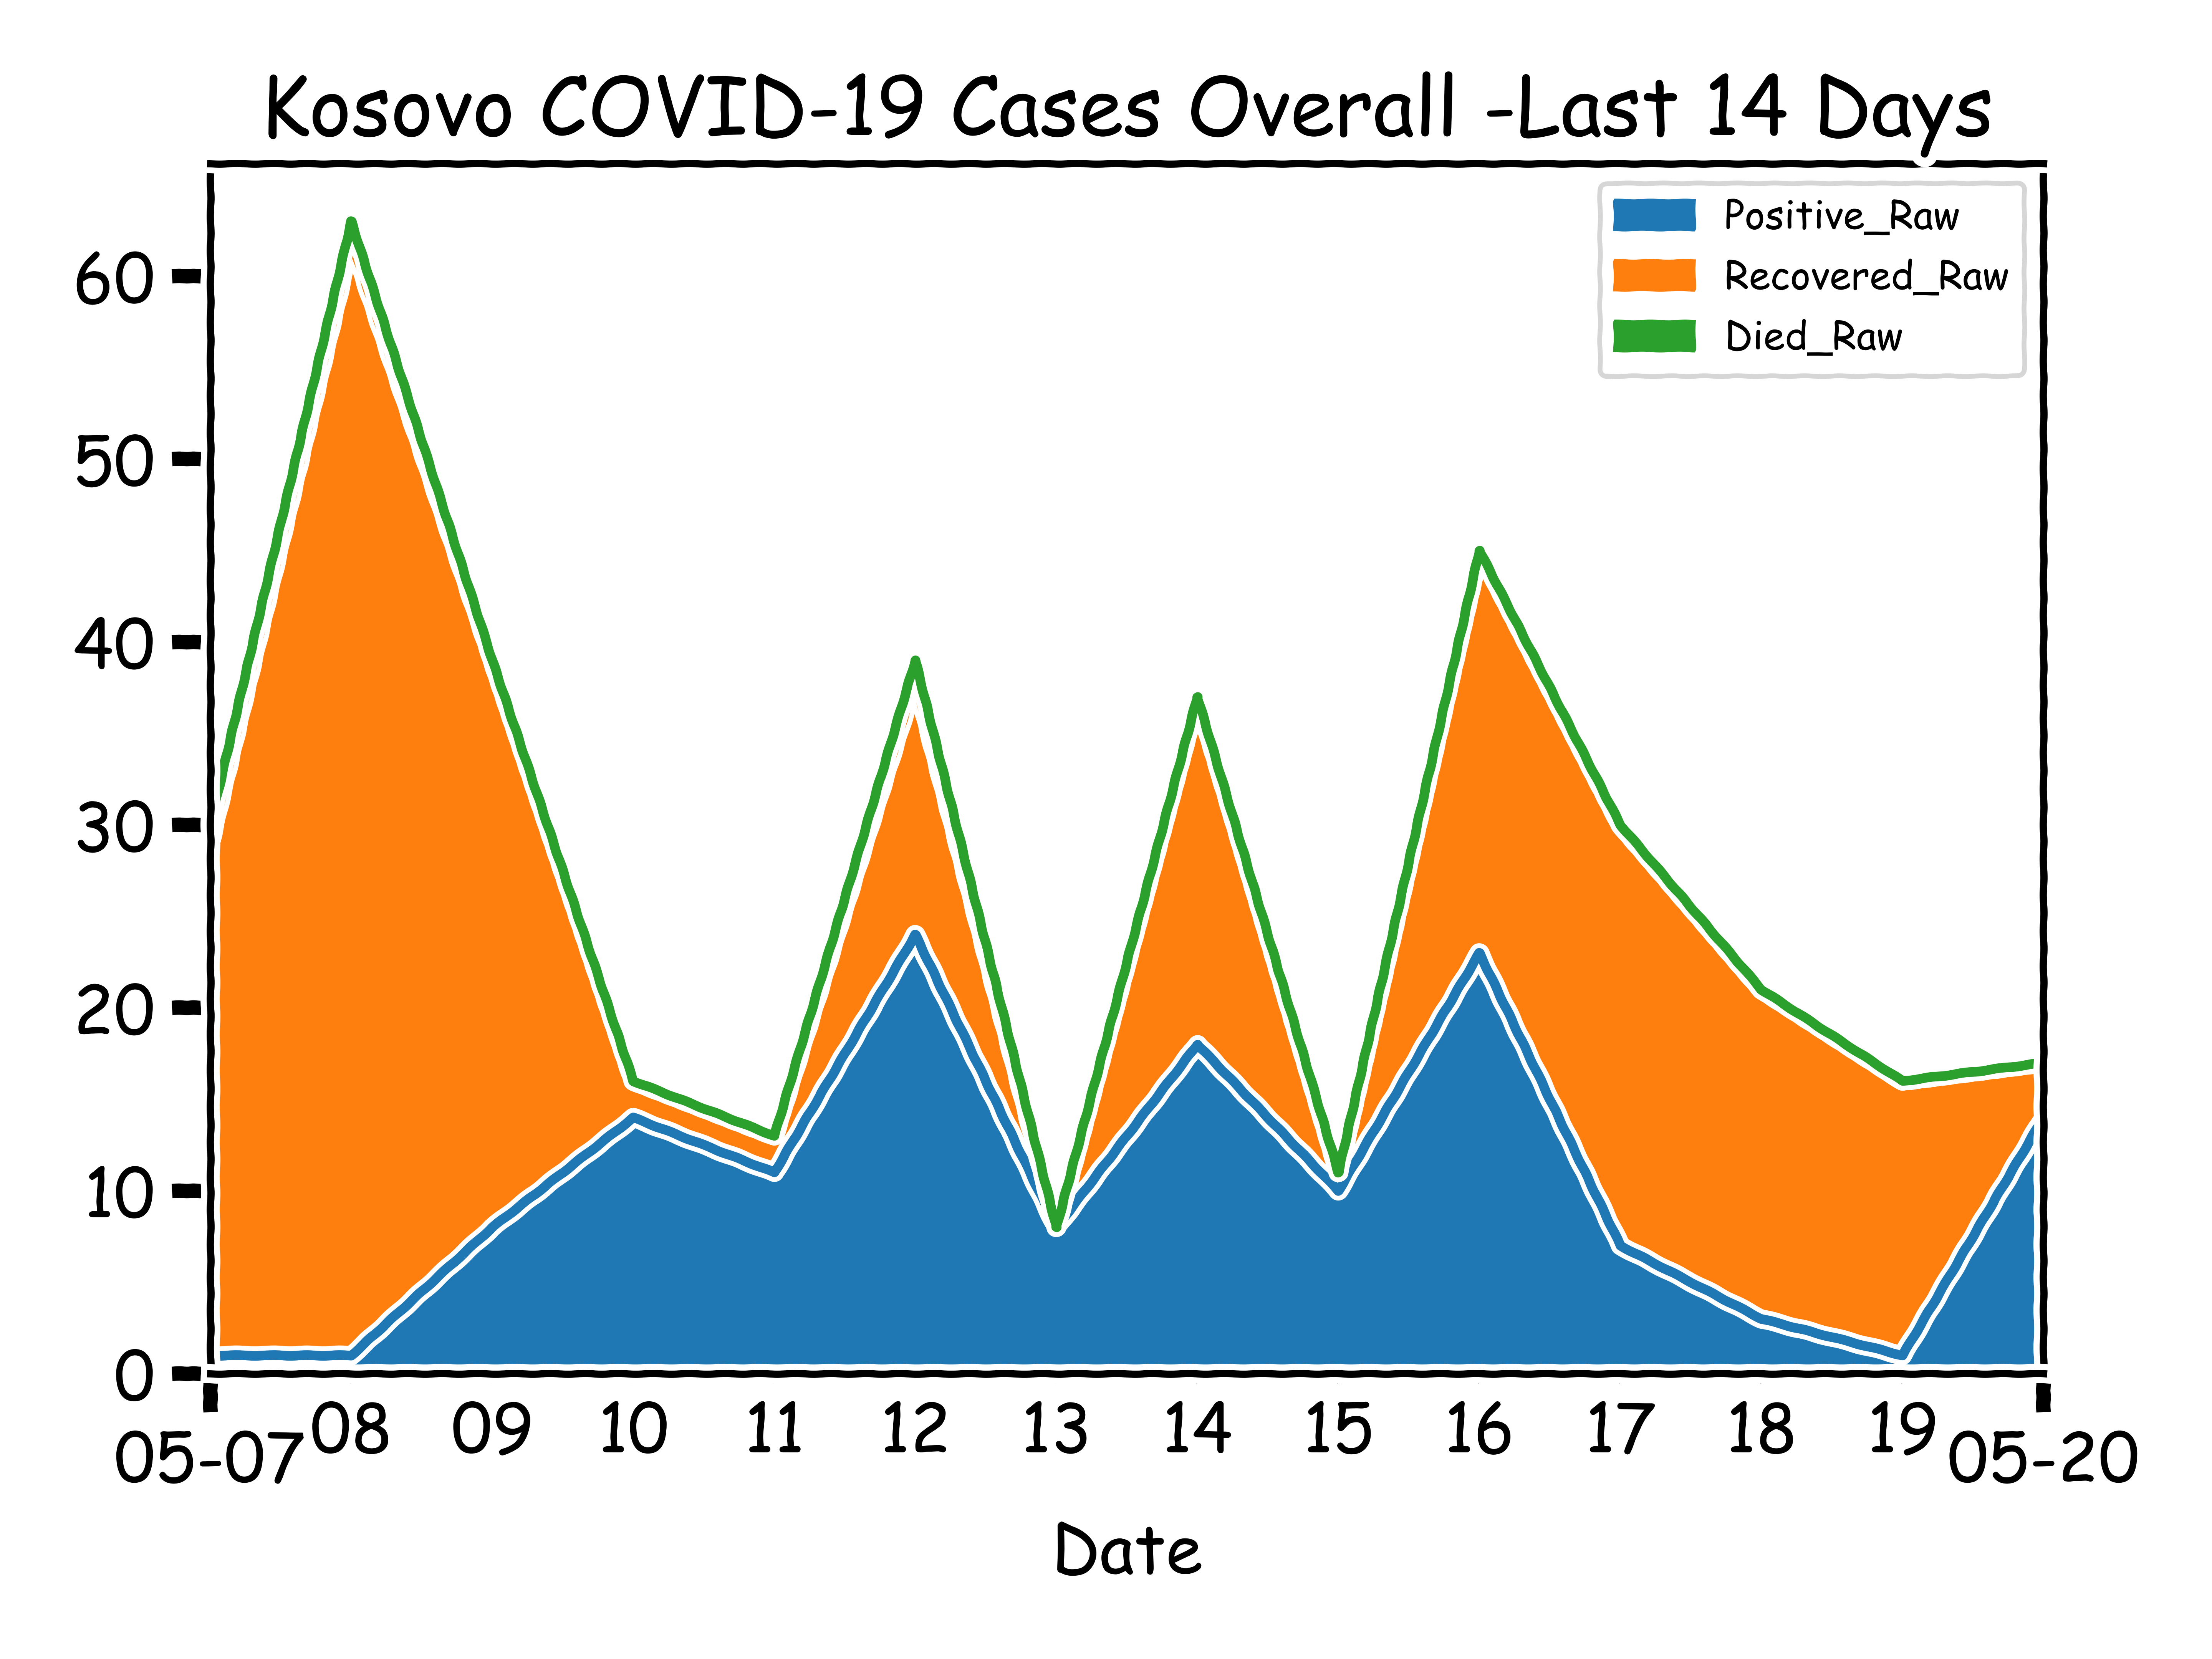 Kosovo COVID-19 Cases Overall -Last 14 Days
Positive_Raw
Recovered_Raw
Died_Raw
60
50
40
30
20
10
0
05-07 08 09 10 11 12 13 14 15 16 17 18 19 05-20
Date